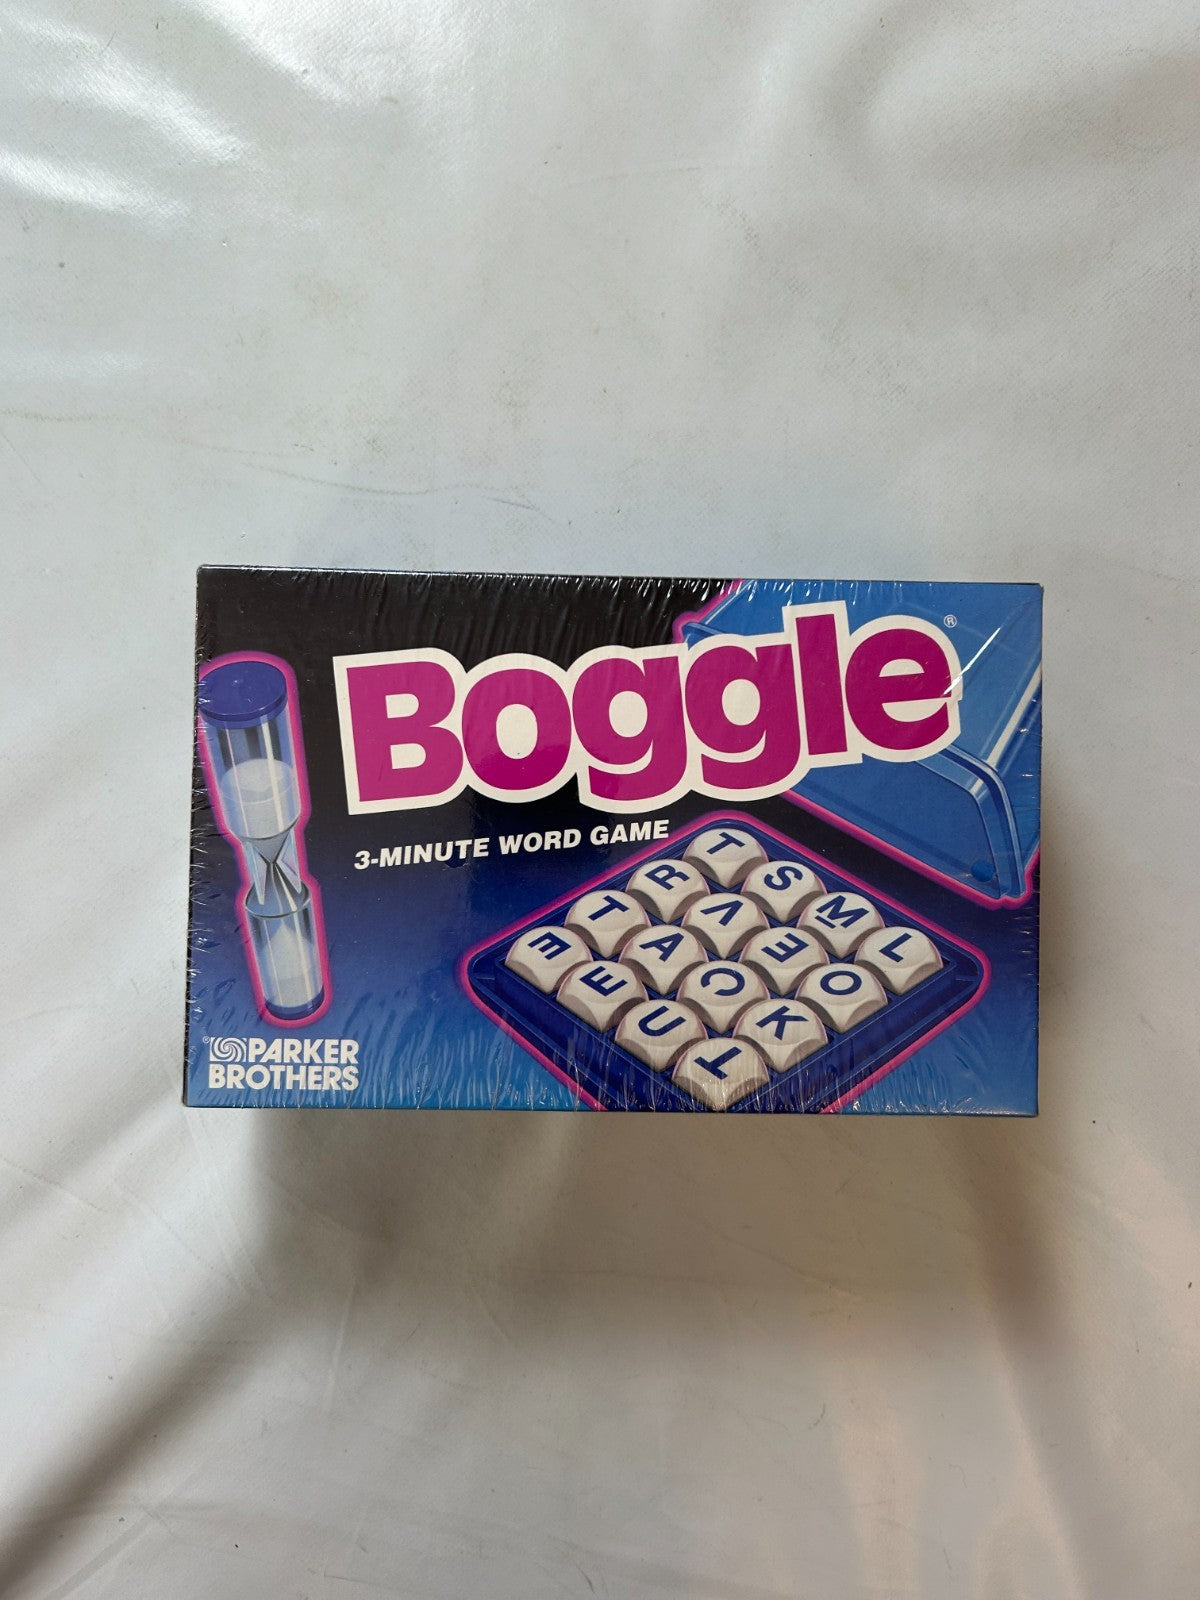 Boggle®
3-MINUTE WORD GAME
T
R S
T V M
E A E L
E C O
U K
T
®PARKER
BROTHERS